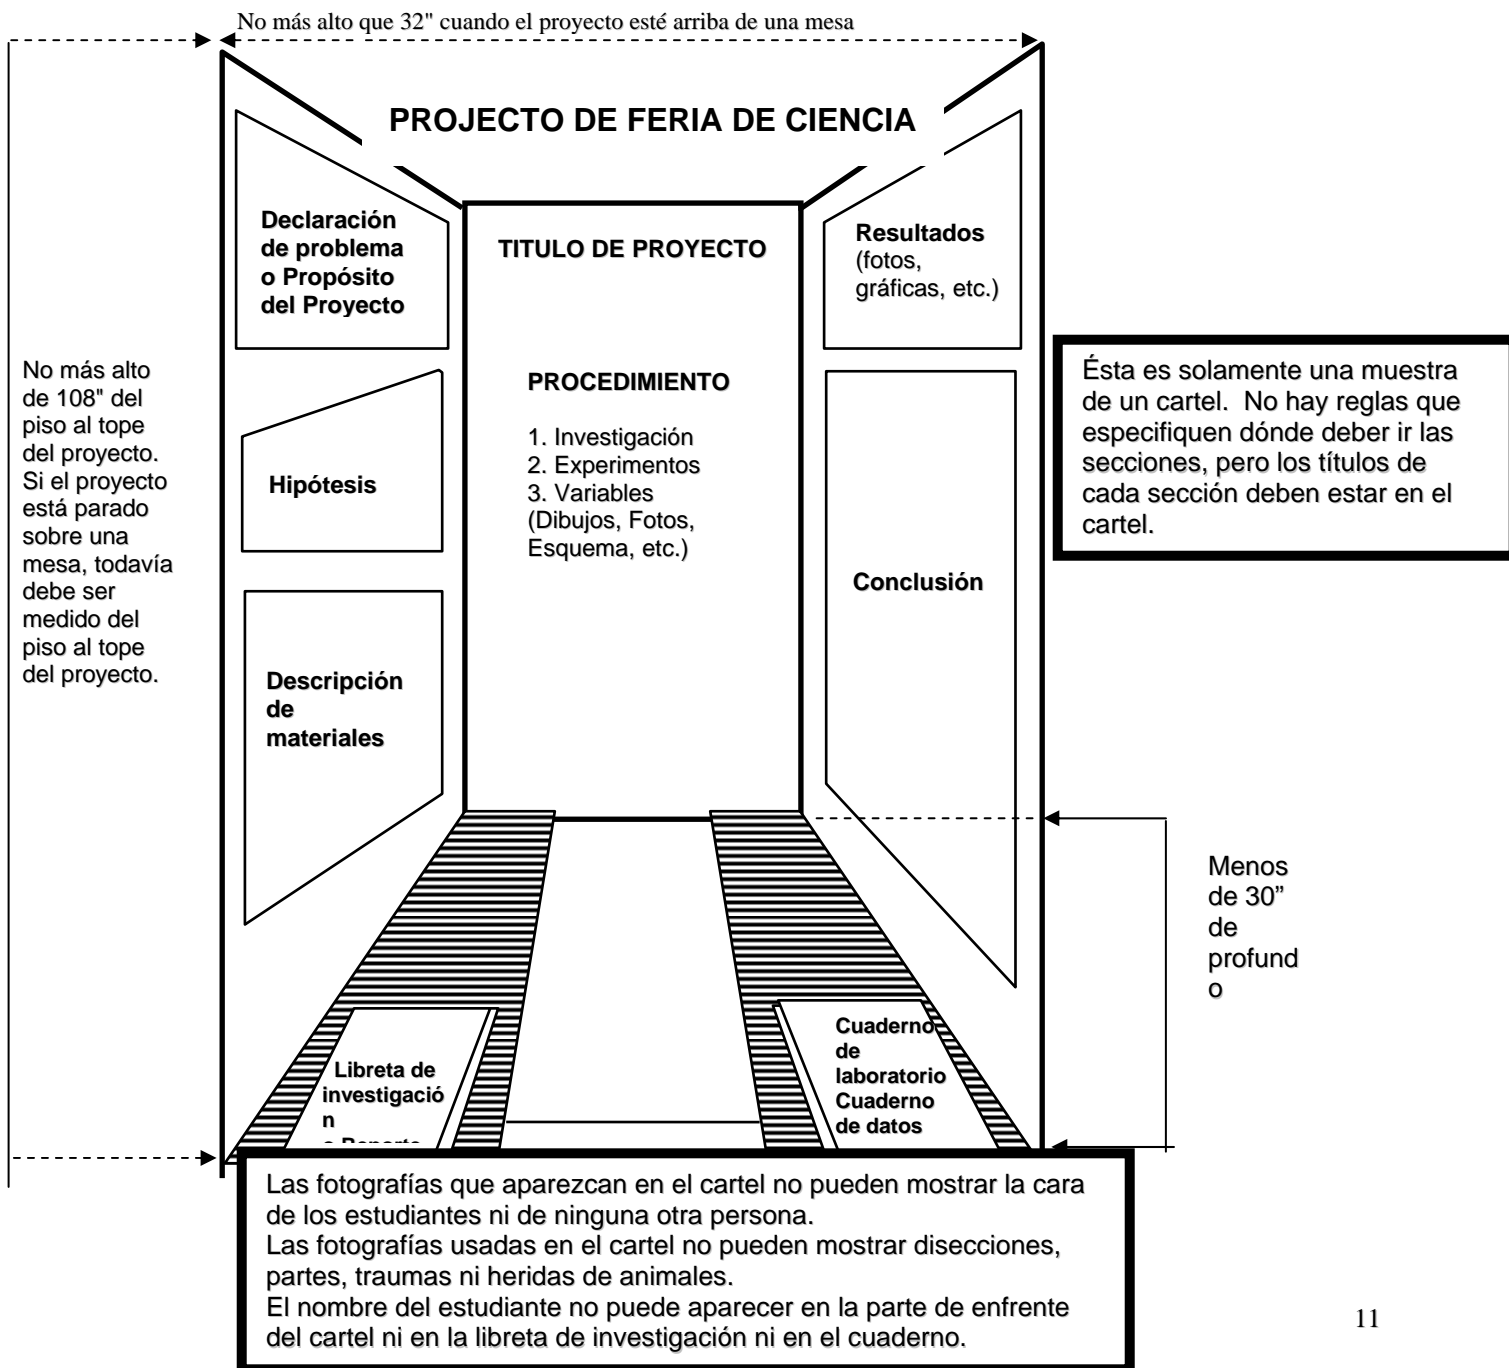 No más alto que 32" cuando el proyecto esté arriba de una mesa
PROJECTO DE FERIA DE CIENCIA
Declaración
de problema
o Propósito
del Proyecto
TITULO DE PROYECTO
Resultados
(fotos,
gráficas, etc.)
No más alto
de 108" del
piso al tope
del proyecto.
Si el proyecto
está parado
sobre una
mesa, todavía
debe ser
medido del
piso al tope
del proyecto.
Hipótesis
PROCEDIMIENTO
1. Investigación
2. Experimentos
3. Variables
(Dibujos, Fotos,
Esquema, etc.)
Ésta es solamente una muestra
de un cartel. No hay reglas que
especifiquen dónde deber ir las
secciones, pero los títulos de
cada sección deben estar en el
cartel.
Descripción
de
materiales
Conclusión
Menos
de 30”
de
profund
o
Libreta de
investigació
n
Cuaderno
de
laboratorio
Cuaderno
de datos
Las fotografías que aparezcan en el cartel no pueden mostrar la cara
de los estudiantes ni de ninguna otra persona.
Las fotografías usadas en el cartel no pueden mostrar disecciones,
partes, traumas ni heridas de animales.
El nombre del estudiante no puede aparecer en la parte de enfrente
del cartel ni en la libreta de investigación ni en el cuaderno.
11